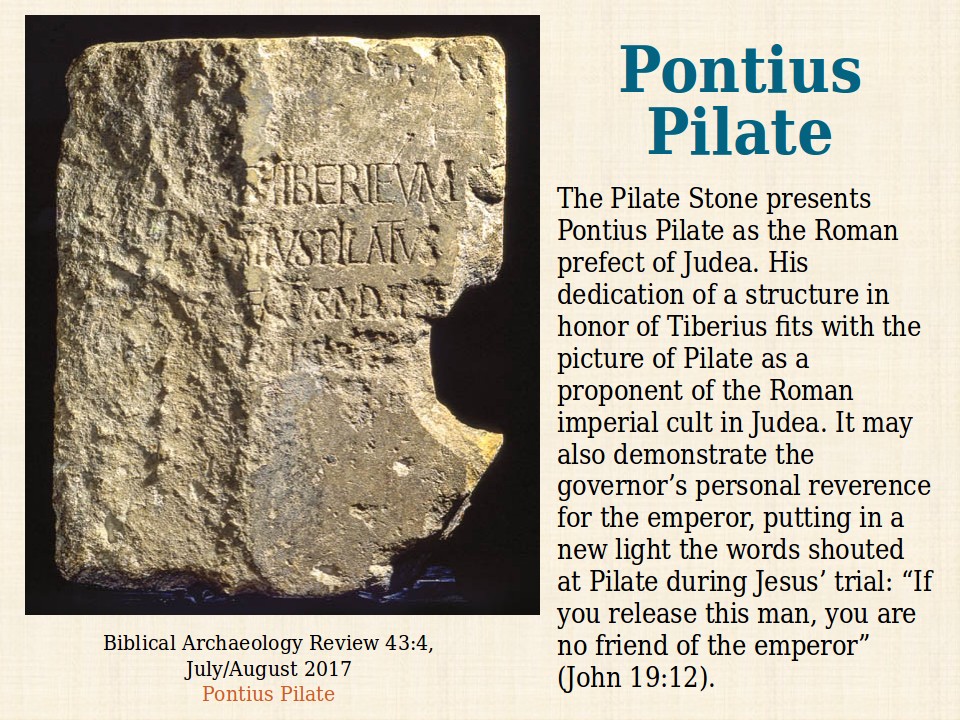 TIBERIEVM
TIVSPILATVS
Pontius
Pilate
The Pilate Stone presents
Pontius Pilate as the Roman
prefect of Judea. His
dedication of a structure in
honor of Tiberius fits with the
picture of Pilate as a
proponent of the Roman
imperial cult in Judea. It may
also demonstrate the
governor’s personal reverence
for the emperor, putting in a
new light the words shouted
at Pilate during Jesus’ trial: “If
you release this man, you are
no friend of the emperor”
(John 19:12).
Biblical Archaeology Review 43:4,
July/August 2017
Pontius Pilate